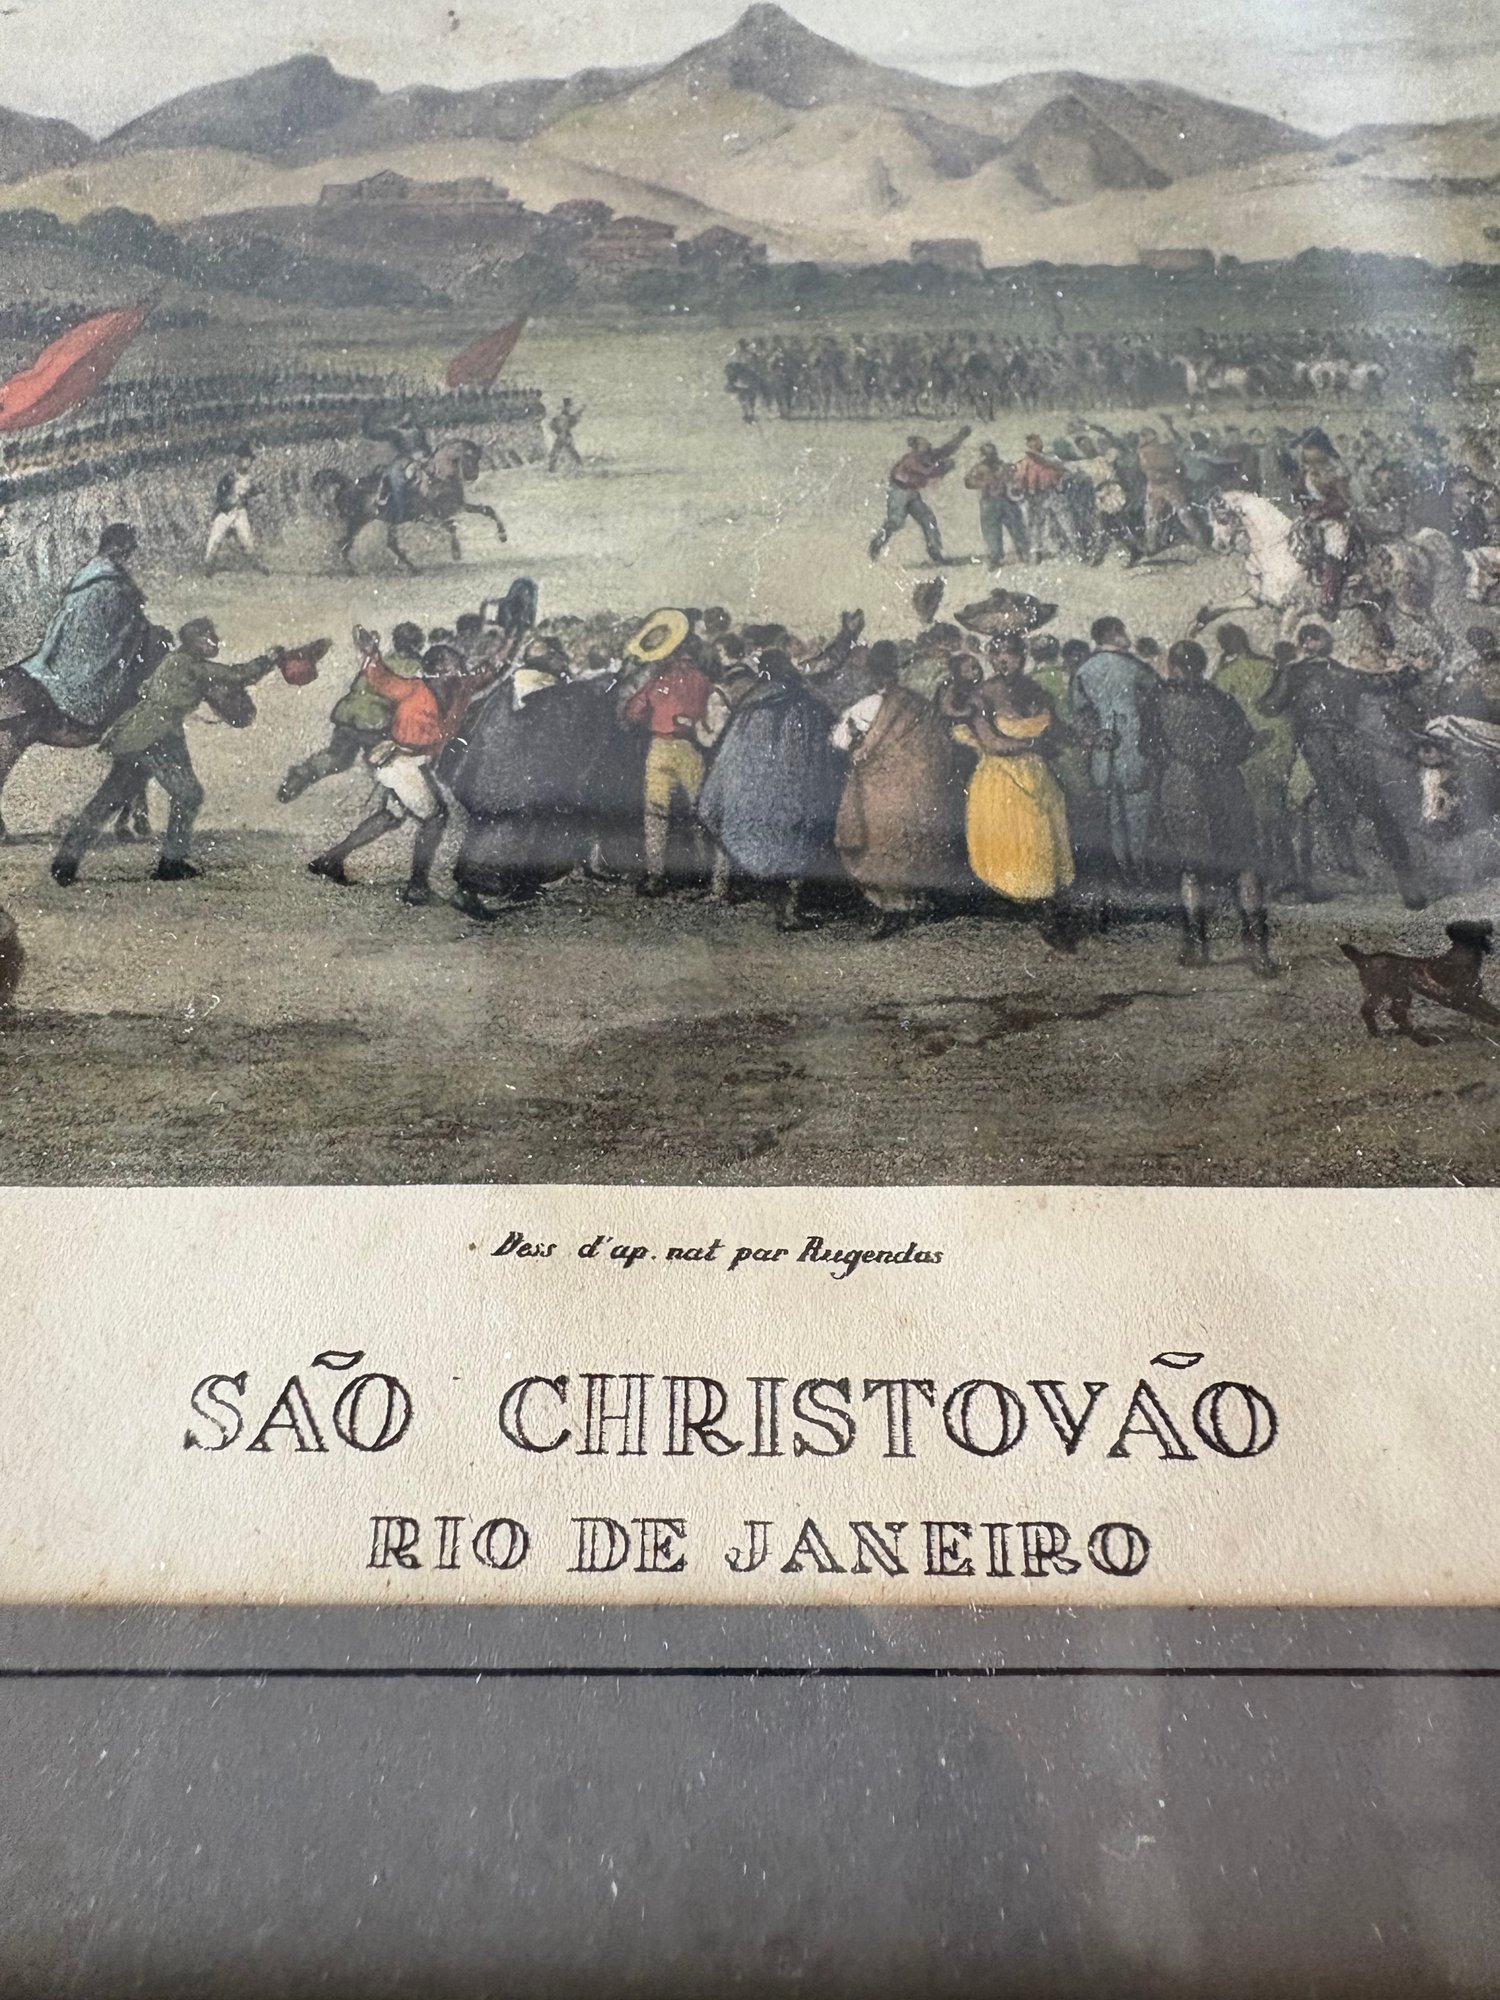 Dess d'ap. nat par Rugendas
SÃO CHRISTOVÃO
RIO DE JANEIRO